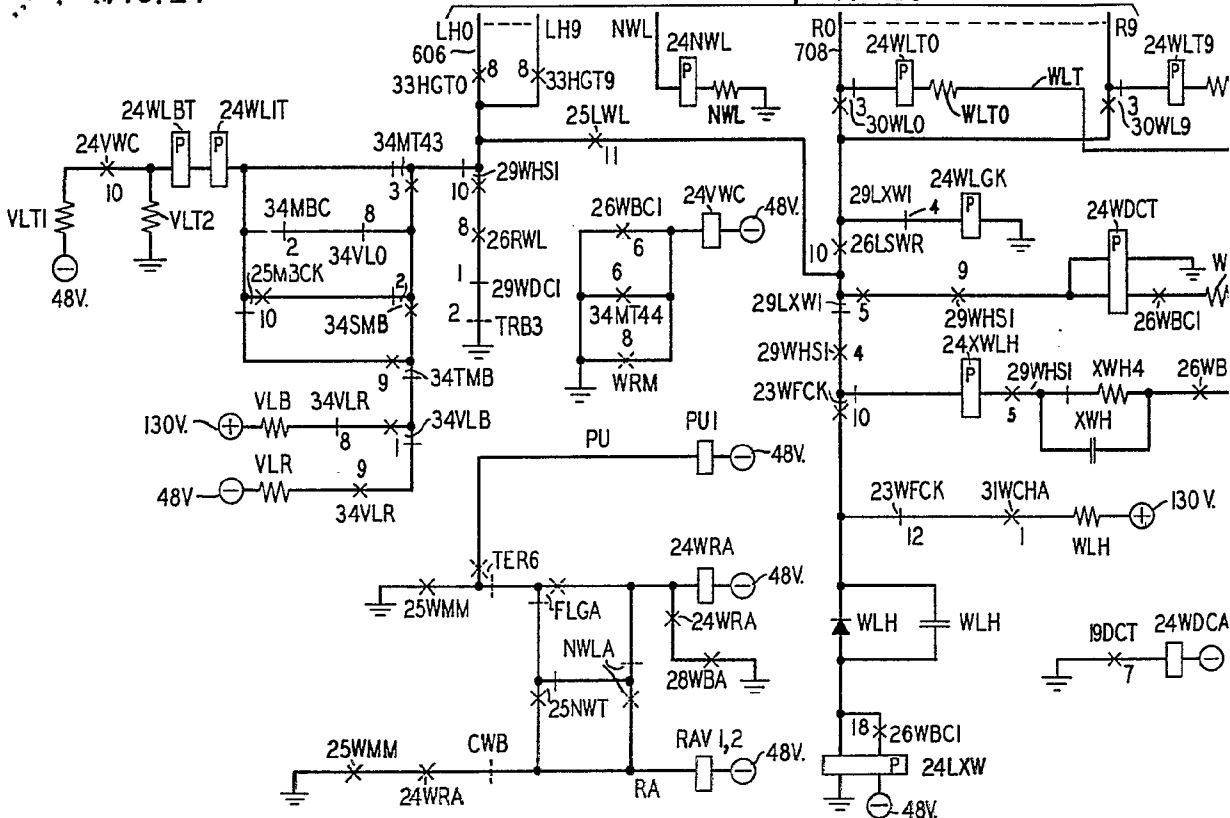 LH0 LH9 NWL R0 R9
606 24NWL 708 24WLT0 24WLT9
P P P
8 8 WLT
33HGT0 33HGT9 NWL 3 WLT0 3
30WL0 30WL9
24WLBT 24WLIT 25LWL
P P 34MT43 11
24VWC 29WHSI
10 3 10
VLT1 VLT2 26WBCI 24VWC 48V. 29LXWI 24WLGK 24WDCT
34MBC 8 8 4 P P
2 34VLO 26RWL 6 10 26LSWR
48V. 25M3CK 2 1 29WDCI 6 9 W
10 34SMB 34MT44 29LXWI 5 29WHSI 26WBCI
2 TRB3 8 24XWLH
9 34TMB WRM 29WHSI 4 P 29WHSI XWH4 26WB
VLB 34VLR 23WFCK 10 5 XWH
130V. 8 1 34VLB PU PU1 48V.
VLR 9
48V 34VLR 23WFCK 31WCHA 130V.
12 1 WLH
TER6 24WRA 48V.
25WMM FLGA 24WRA WLH WLH 19DCT 24WDCA
NWLA 28WBA 7
25NWT
25WMM CWB RAV 1,2 48V. 18 26WBCI
24WRA RA P 24LXW
48V.